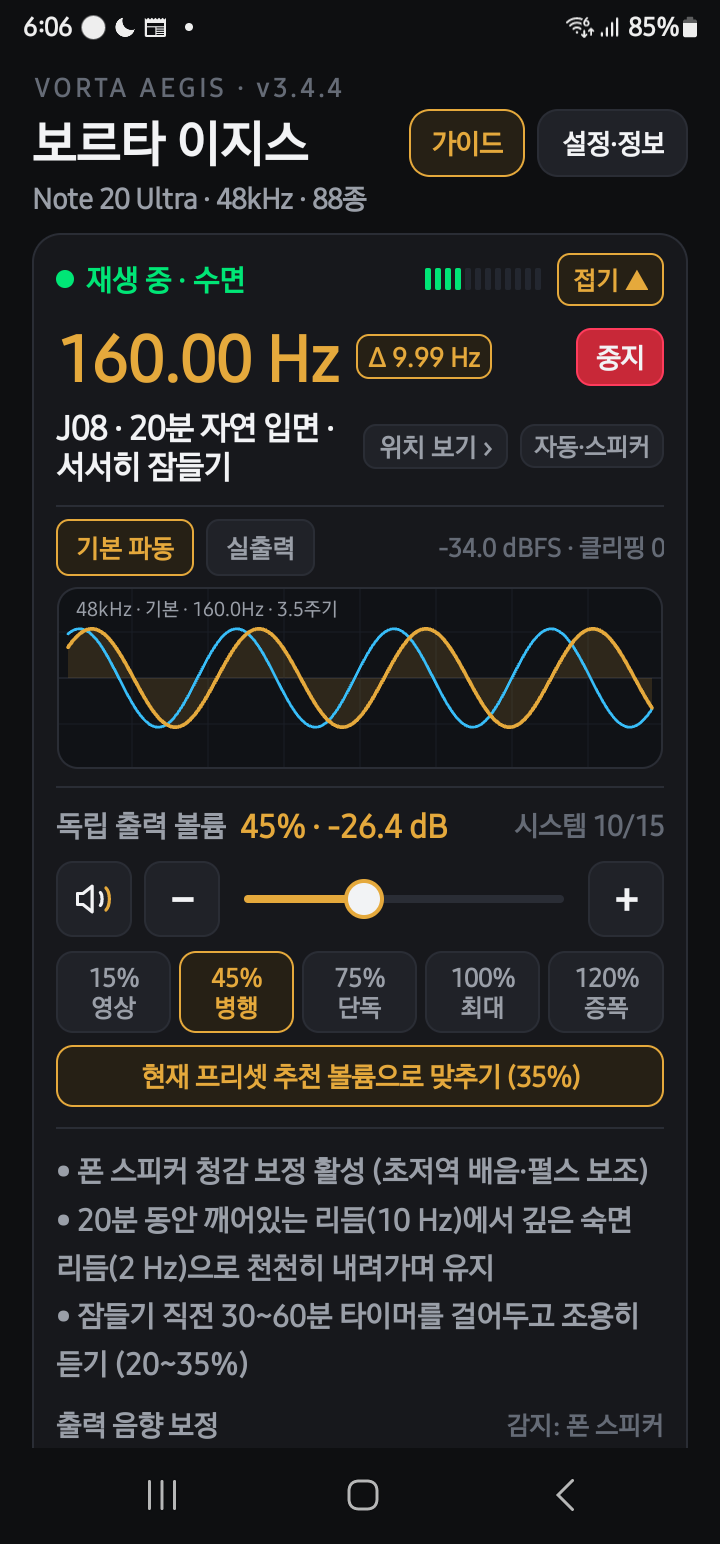 6:06
85%
VORTA AEGIS · v3.4.4
보르타 이지스
가이드
설정·정보
Note 20 Ultra · 48kHz · 88종
재생 중 · 수면
접기 ▲
160.00 Hz
Δ 9.99 Hz
중지
J08 · 20분 자연 입면 ·
서서히 잠들기
위치 보기 ›
자동·스피커
기본 파동
실출력
-34.0 dBFS · 클리핑 0
48kHz · 기본 · 160.0Hz · 3.5주기
독립 출력 볼륨 45% · -26.4 dB
시스템 10/15
−
+
15%
영상
45%
병행
75%
단독
100%
최대
120%
증폭
현재 프리셋 추천 볼륨으로 맞추기 (35%)
• 폰 스피커 청감 보정 활성 (초저역 배음·펄스 보조)
• 20분 동안 깨어있는 리듬(10 Hz)에서 깊은 숙면
리듬(2 Hz)으로 천천히 내려가며 유지
• 잠들기 직전 30~60분 타이머를 걸어두고 조용히
듣기 (20~35%)
출력 음향 보정
감지: 폰 스피커